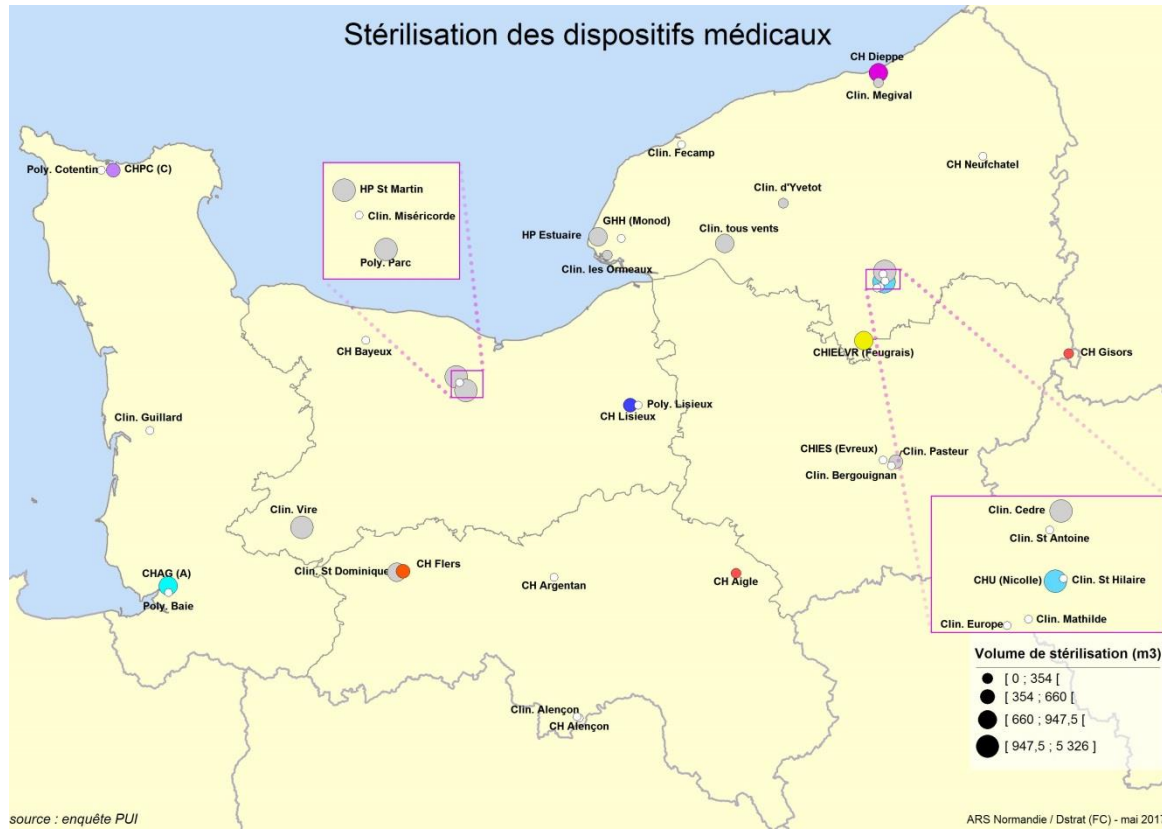 Stérilisation des dispositifs médicaux
CH Dieppe
Clin. Mégival
Clin. Fecamp
CH Neufchatel
Poly. Cotentin
CHPC (C)
HP St Martin
Clin. Miséricorde
Poly. Parc
Clin. d'Yvetot
GHH (Monod)
HP Estuaire
Clin. tous vents
Clin. les Ormeaux
CH Bayeux
CHIELVR (Feugrais)
CH Gisors
Clin. Guillard
CH Lisieux
Poly. Lisieux
CHIES (Evreux)
Clin. Pasteur
Clin. Bergouignan
Clin. Vire
Clin. Cedre
Clin. St Antoine
CHU (Nicolle)
Clin. St Hilaire
Clin. Mathilde
Clin. Europe
CHAG (A)
Poly. Baie
Clin. St Dominique
CH Flers
CH Argentan
CH Aigle
Clin. Alençon
CH Alençon
Volume de stérilisation (m3)
[ 0 ; 354 [
[ 354 ; 660 [
[ 660 ; 947,5 [
[ 947,5 ; 5 326 ]
source : enquête PUI
ARS Normandie / Dstrat (FC) - mai 2017